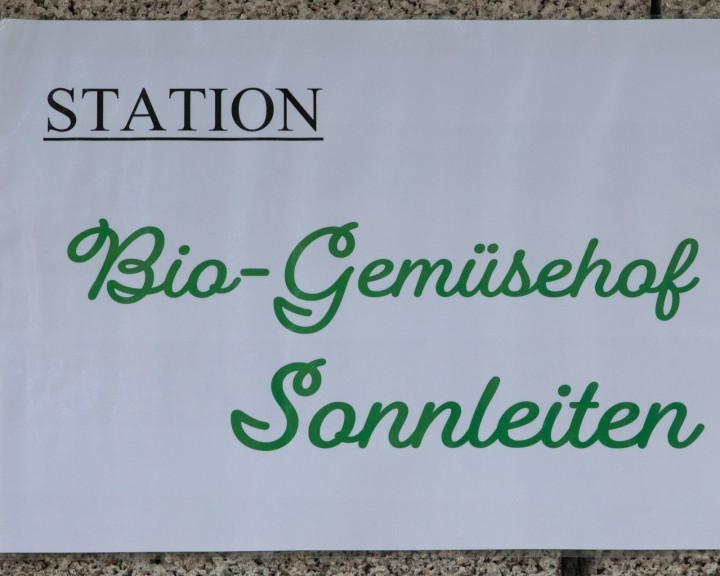 STATION
Bio-Gemüsehof
Sonnleiten